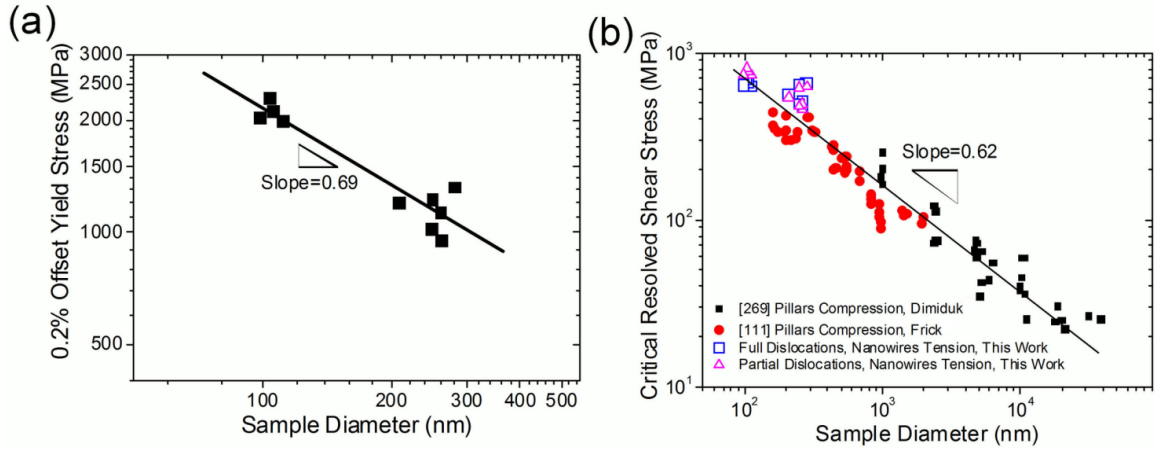 (a)
0.2% Offset Yield Stress (MPa)
3000
2500
2000
1500
1000
500
Slope=0.69
100
200
300
400
500
Sample Diameter (nm)
(b)
Critical Resolved Shear Stress (MPa)
10³
10²
10¹
Slope=0.62
[269] Pillars Compression, Dimiduk
[111] Pillars Compression, Frick
Full Dislocations, Nanowires Tension, This Work
Partial Dislocations, Nanowires Tension, This Work
10²
10³
10⁴
Sample Diameter (nm)